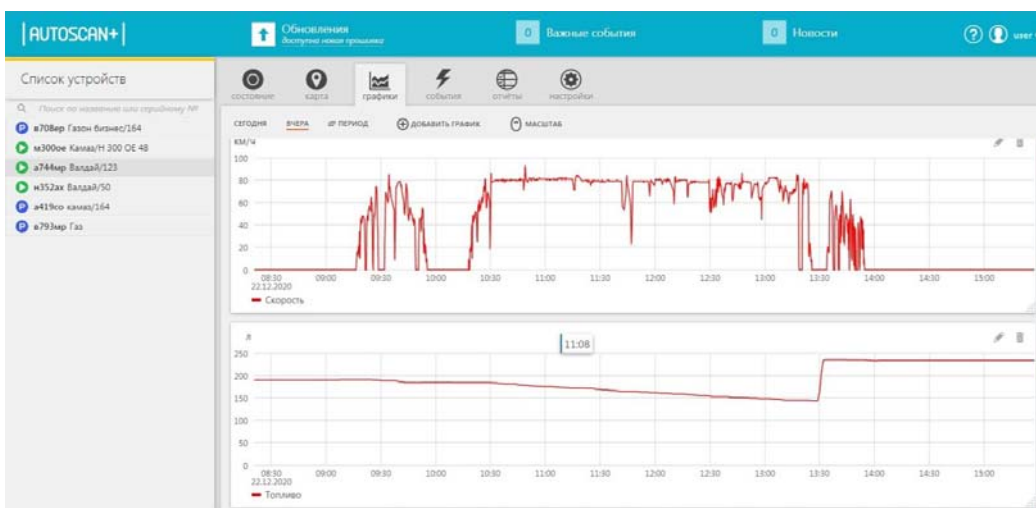 AUTOSCAN+
Обновления
Доступна новая прошивка
0 Важные события
0 Новости
? user
Список устройств
Поиск по названию или серийному №
состояние карта графики события отчёты настройки
P в708ер Газон бизнес/164
м300ое Камаз/Н 300 ОЕ 48
а744мр Валдай/123
н352ах Валдай/50
P а419со камаз/164
P в793мр Газ
СЕГОДНЯ ВЧЕРА ПЕРИОД ДОБАВИТЬ ГРАФИК МАСШТАБ
км/ч
100
80
60
40
20
0
08:30 09:00 09:30 10:00 10:30 11:00 11:30 12:00 12:30 13:00 13:30 14:00 14:30 15:00
22.12.2020
Скорость
л
11:08
250
200
150
100
50
0
08:30 09:00 09:30 10:00 10:30 11:00 11:30 12:00 12:30 13:00 13:30 14:00 14:30 15:00
22.12.2020
Топливо